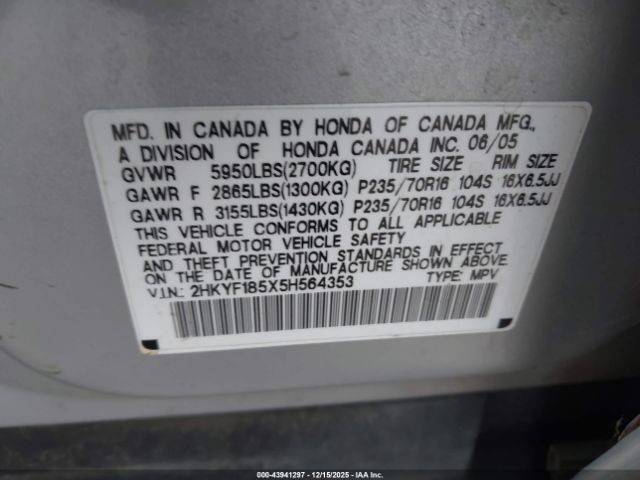 MFD. IN CANADA BY HONDA OF CANADA MFG.,
A DIVISION OF HONDA CANADA INC. 06/05
GVWR 5950LBS(2700KG) TIRE SIZE RIM SIZE
GAWR F 2865LBS(1300KG) P235/70R16 104S 16X6.5JJ
GAWR R 3155LBS(1430KG) P235/70R16 104S 16X6.5JJ
THIS VEHICLE CONFORMS TO ALL APPLICABLE
FEDERAL MOTOR VEHICLE SAFETY
AND THEFT PREVENTION STANDARDS IN EFFECT
ON THE DATE OF MANUFACTURE SHOWN ABOVE.
V.I.N.: 2HKYF185X5H564353 TYPE: MPV
© 00-43941297 - 12/15/2025 - IAA, Inc.